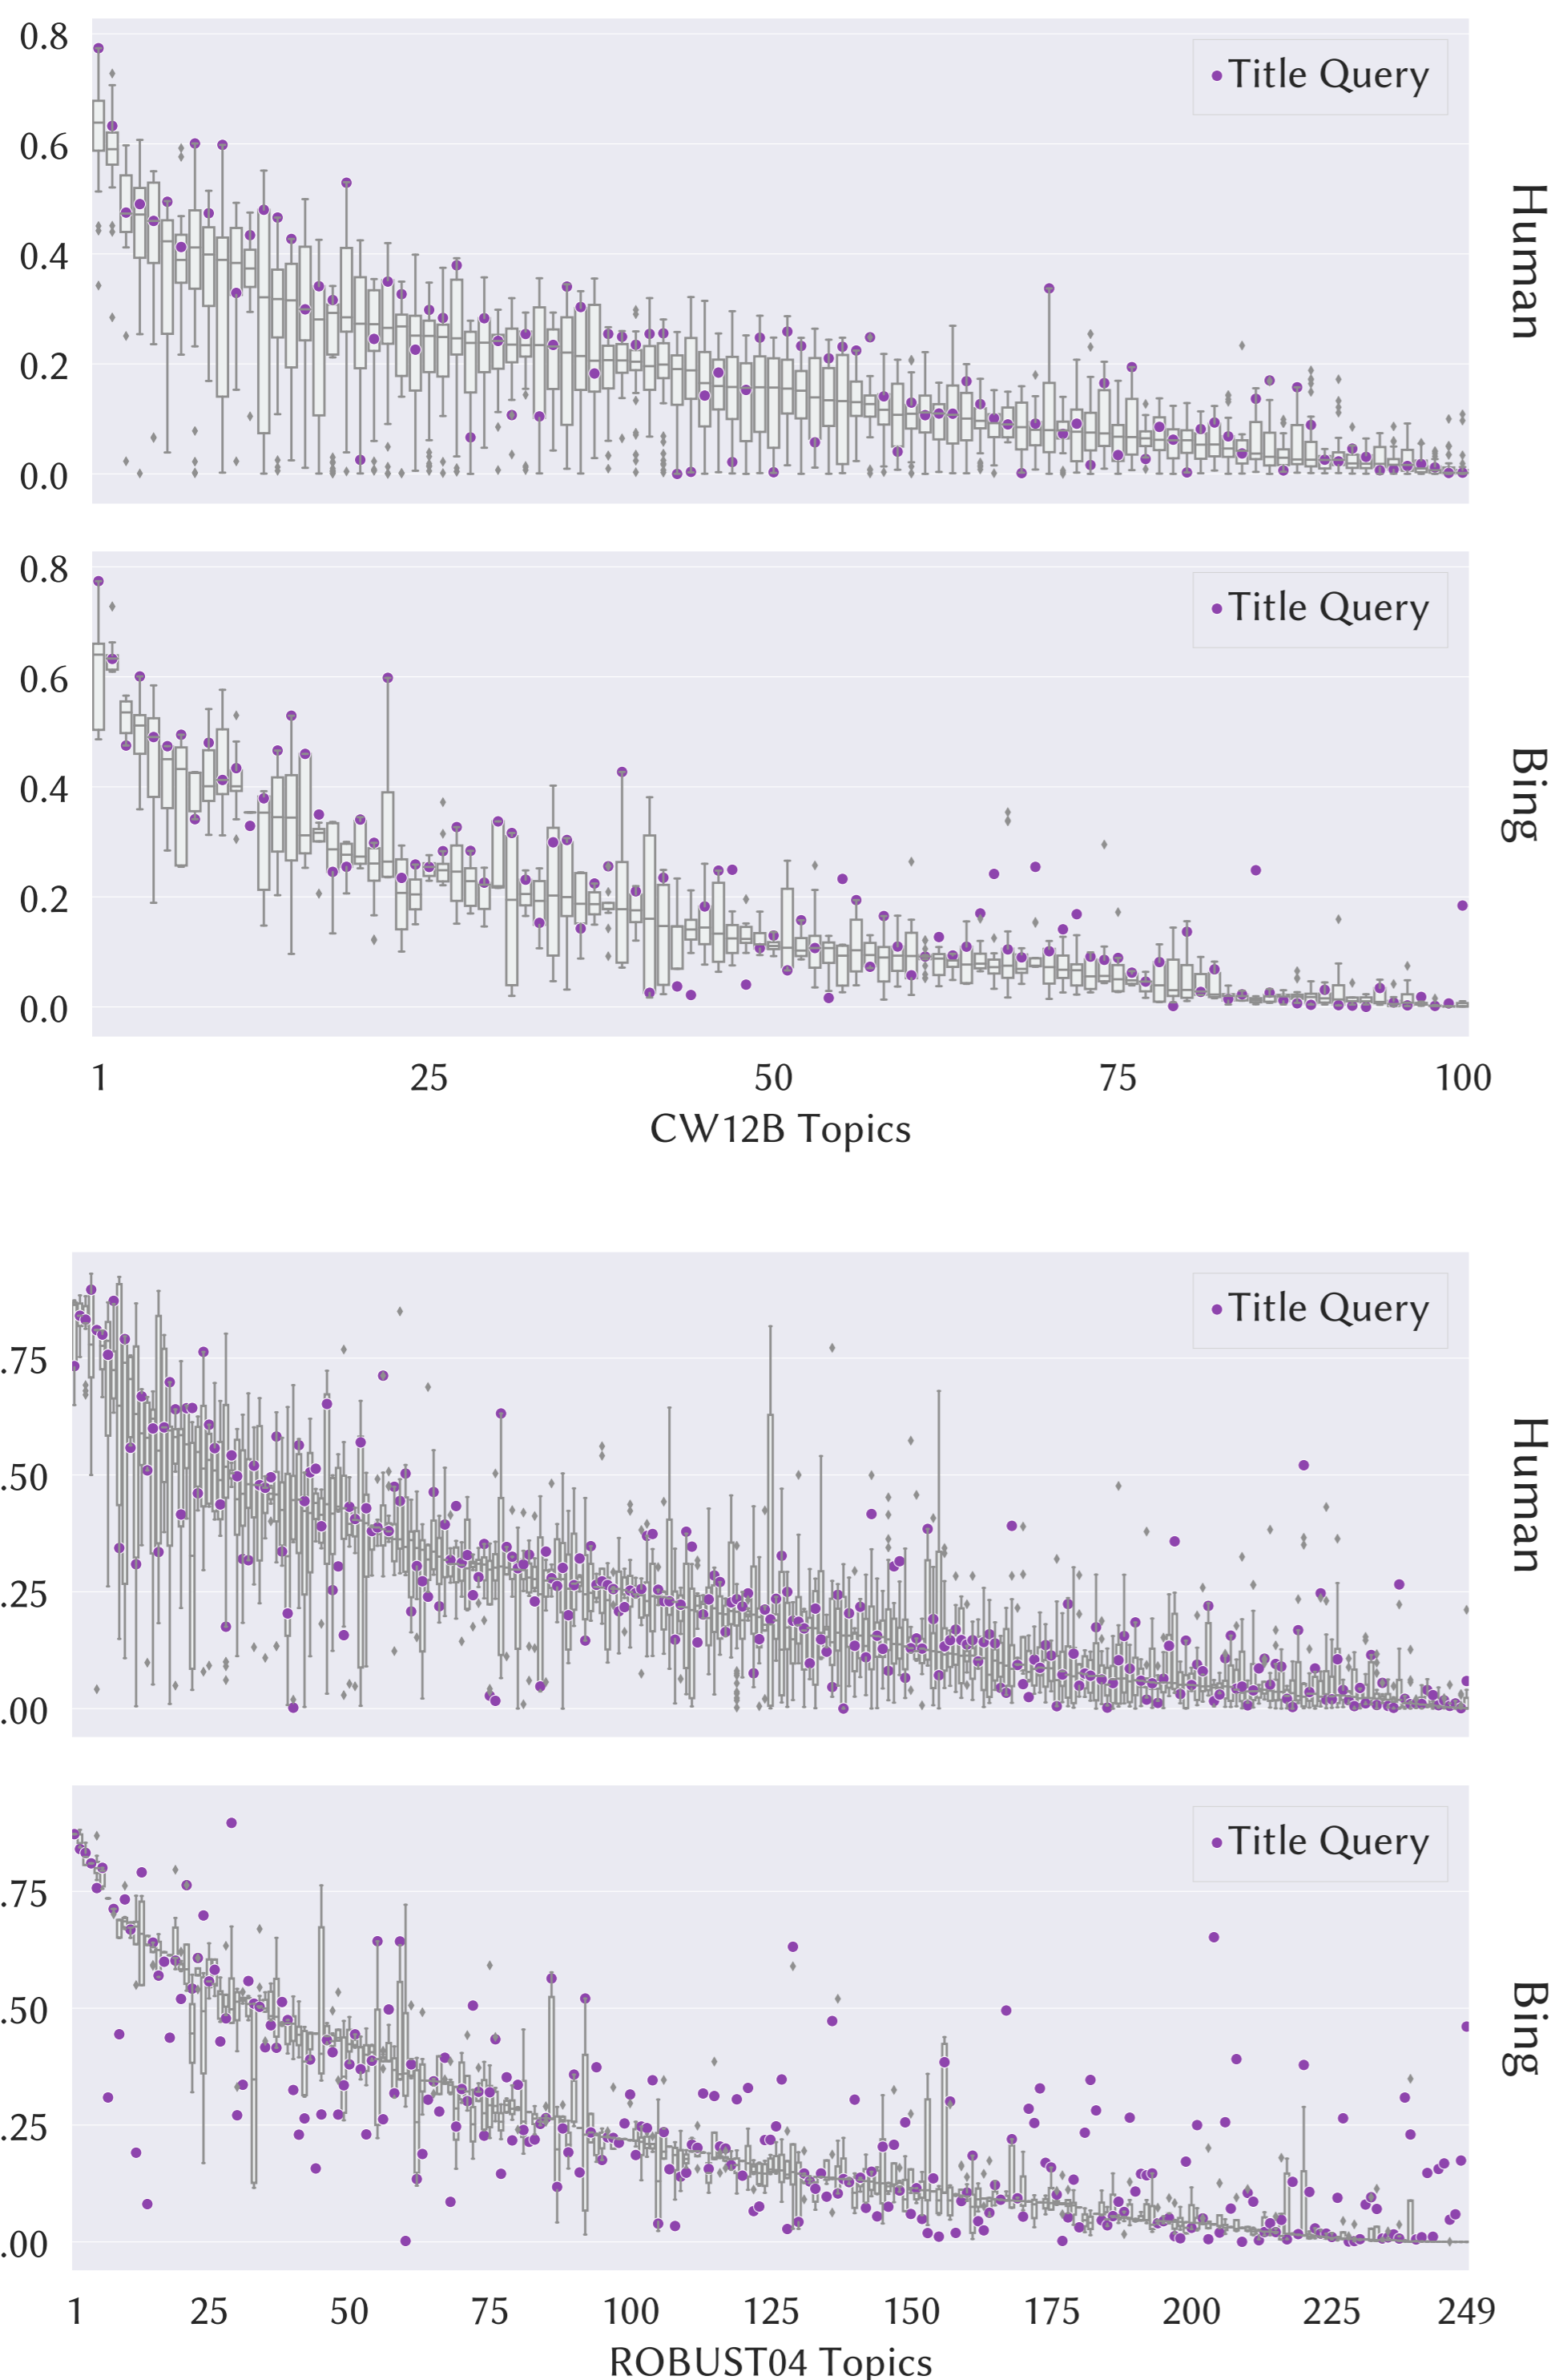 0.8
Title Query
0.6
0.4
0.2
0.0
Human
0.8
Title Query
0.6
0.4
0.2
0.0
Bing
1 25 50 75 100
CW12B Topics
Title Query
.75
.50
.25
.00
Human
Title Query
.75
.50
.25
.00
Bing
1 25 50 75 100 125 150 175 200 225 249
ROBUST04 Topics